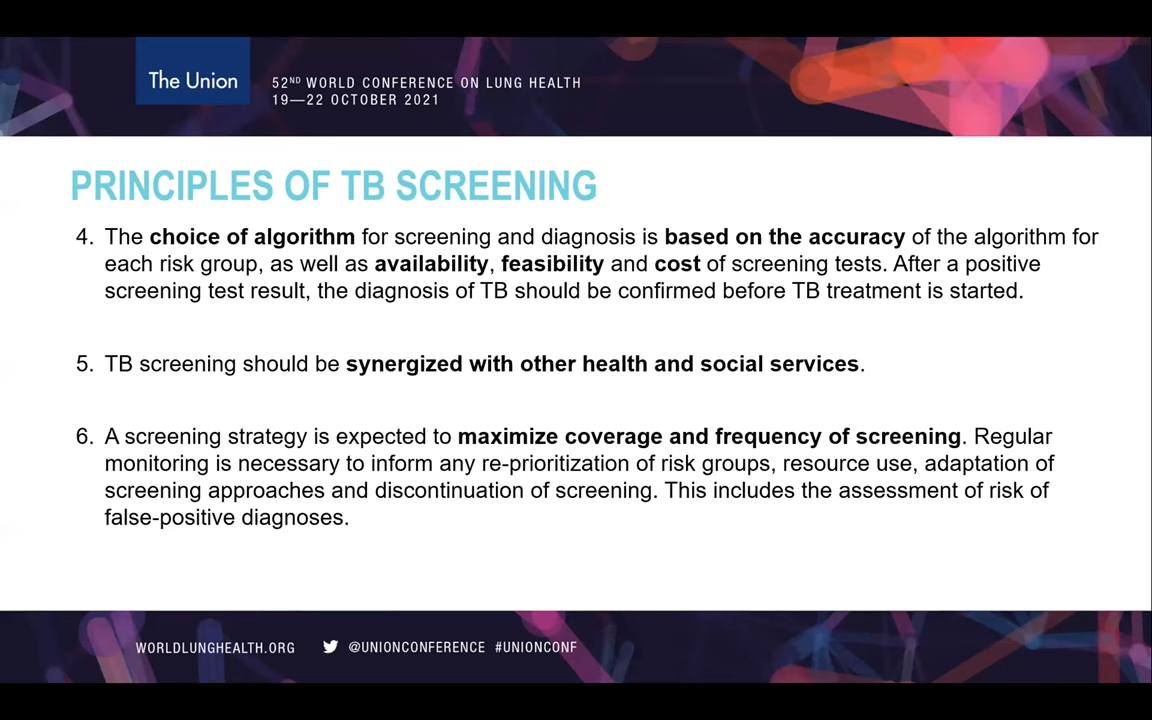 The Union
52ND WORLD CONFERENCE ON LUNG HEALTH
19—22 OCTOBER 2021
PRINCIPLES OF TB SCREENING
4. The choice of algorithm for screening and diagnosis is based on the accuracy of the algorithm for
each risk group, as well as availability, feasibility and cost of screening tests. After a positive
screening test result, the diagnosis of TB should be confirmed before TB treatment is started.
5. TB screening should be synergized with other health and social services.
6. A screening strategy is expected to maximize coverage and frequency of screening. Regular
monitoring is necessary to inform any re-prioritization of risk groups, resource use, adaptation of
screening approaches and discontinuation of screening. This includes the assessment of risk of
false-positive diagnoses.
WORLDLUNGHEALTH.ORG @UNIONCONFERENCE #UNIONCONF